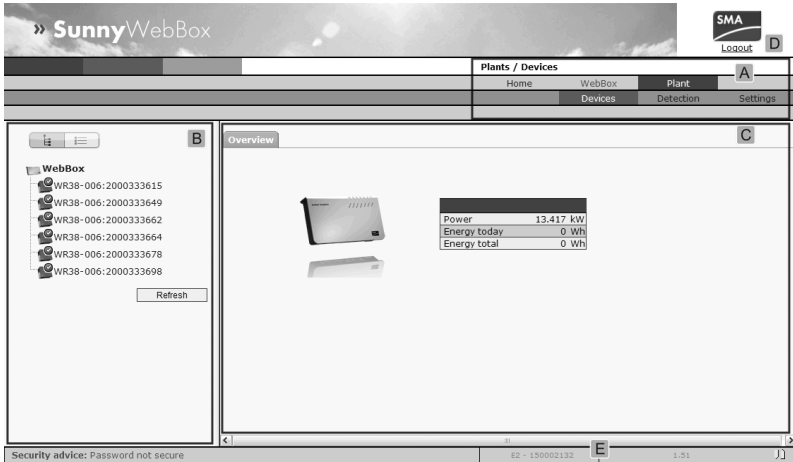 » SunnyWebBox
SMA
Logout D
Plants / Devices
A
Home WebBox Plant
Devices Detection Settings
B
Overview
C
WebBox
WR38-006:2000333615
WR38-006:2000333649
WR38-006:2000333662
WR38-006:2000333664
WR38-006:2000333678
WR38-006:2000333698
Refresh
Power 13.417 kW
Energy today 0 Wh
Energy total 0 Wh
Security advice: Password not secure
E2 - 150002132
E
1.51